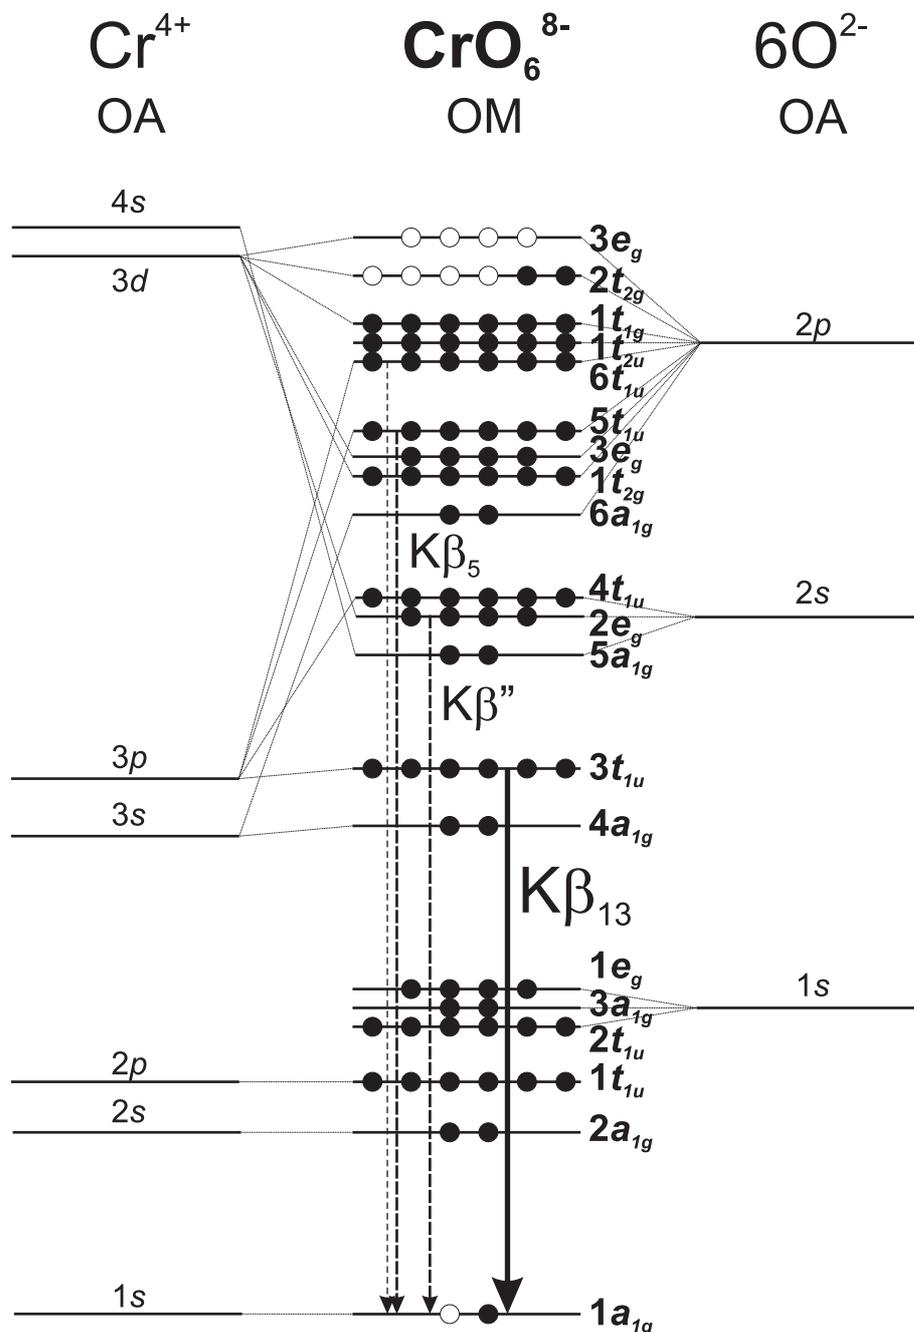 Cr4+ CrO6 8- 6O2-
OA OM OA
4s
3eg
3d
2t2g
1t1g
2p
1t2u
6t1u
5t1u
3eg
1t2g
6a1g
Kβ5
4t1u
2s
2eg
5a1g
Kβ”
3p
3t1u
3s
4a1g
Kβ13
1eg
1s
3a1g
2t1u
2p
1t1u
2s
2a1g
1s
1a1g